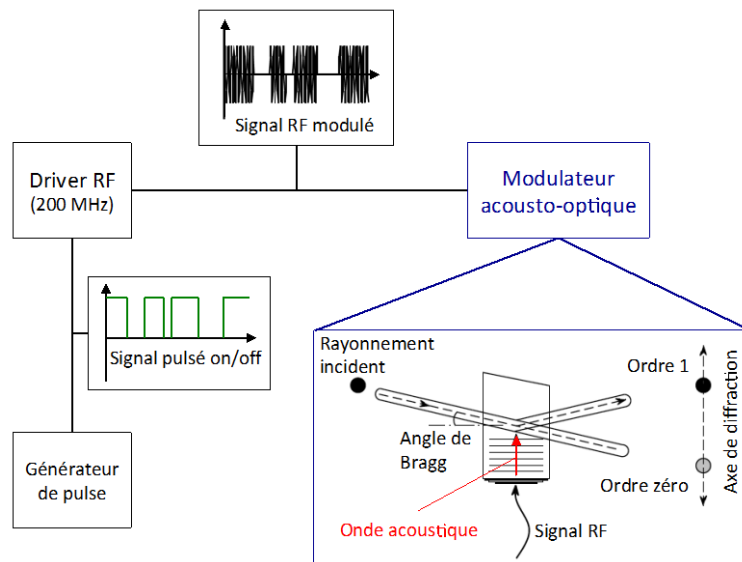 Signal RF modulé
Driver RF
(200 MHz)
Modulateur
acousto-optique
Signal pulsé on/off
Générateur
de pulse
Rayonnement
incident
Angle de
Bragg
Onde acoustique
Signal RF
Ordre 1
Ordre zéro
Axe de diffraction